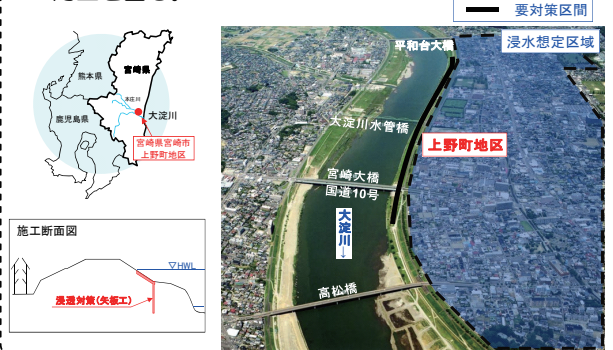 要対策区間
浸水想定区域
平和台大橋
宮崎県
熊本県
本庄川
大淀川
鹿児島県
宮崎県宮崎市
上野町地区
大淀川水管橋
上野町地区
宮崎大橋
国道10号
大淀川→
高松橋
施工断面図
▽HWL
浸透対策(矢板工)